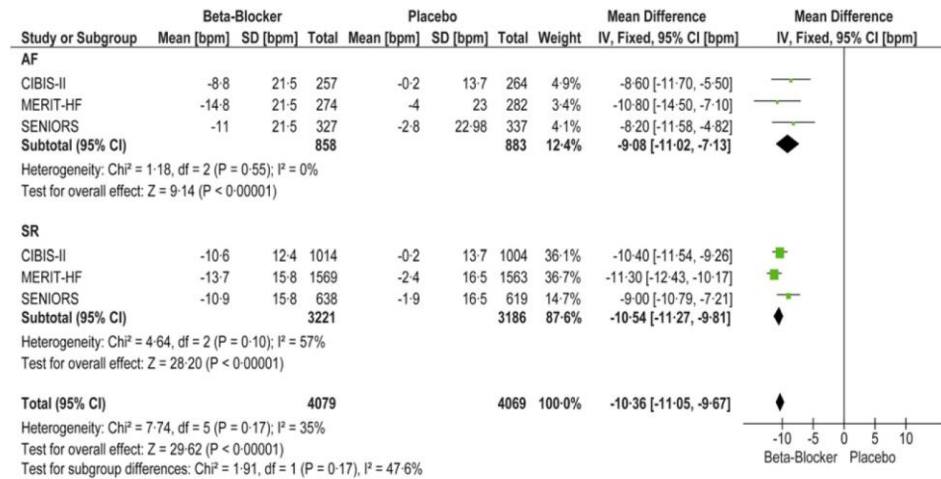 Beta-Blocker Placebo Mean Difference Mean Difference
Study or Subgroup Mean [bpm] SD [bpm] Total Mean [bpm] SD [bpm] Total Weight IV, Fixed, 95% CI [bpm] IV, Fixed, 95% CI [bpm]
AF
CIBIS-II -8·8 21·5 257 -0·2 13·7 264 4·9% -8·60 [-11·70, -5·50]
MERIT-HF -14·8 21·5 274 -4 23 282 3·4% -10·80 [-14·50, -7·10]
SENIORS -11 21·5 327 -2·8 22·98 337 4·1% -8·20 [-11·58, -4·82]
Subtotal (95% CI) 858 883 12·4% -9·08 [-11·02, -7·13]
Heterogeneity: Chi² = 1·18, df = 2 (P = 0·55); I² = 0%
Test for overall effect: Z = 9·14 (P < 0·00001)
SR
CIBIS-II -10·6 12·4 1014 -0·2 13·7 1004 36·1% -10·40 [-11·54, -9·26]
MERIT-HF -13·7 15·8 1569 -2·4 16·5 1563 36·7% -11·30 [-12·43, -10·17]
SENIORS -10·9 15·8 638 -1·9 16·5 619 14·7% -9·00 [-10·79, -7·21]
Subtotal (95% CI) 3221 3186 87·6% -10·54 [-11·27, -9·81]
Heterogeneity: Chi² = 4·64, df = 2 (P = 0·10); I² = 57%
Test for overall effect: Z = 28·20 (P < 0·00001)
Total (95% CI) 4079 4069 100·0% -10·36 [-11·05, -9·67]
Heterogeneity: Chi² = 7·74, df = 5 (P = 0·17); I² = 35%
Test for overall effect: Z = 29·62 (P < 0·00001)
Test for subgroup differences: Chi² = 1·91, df = 1 (P = 0·17), I² = 47·6%
-10 -5 0 5 10
Beta-Blocker Placebo